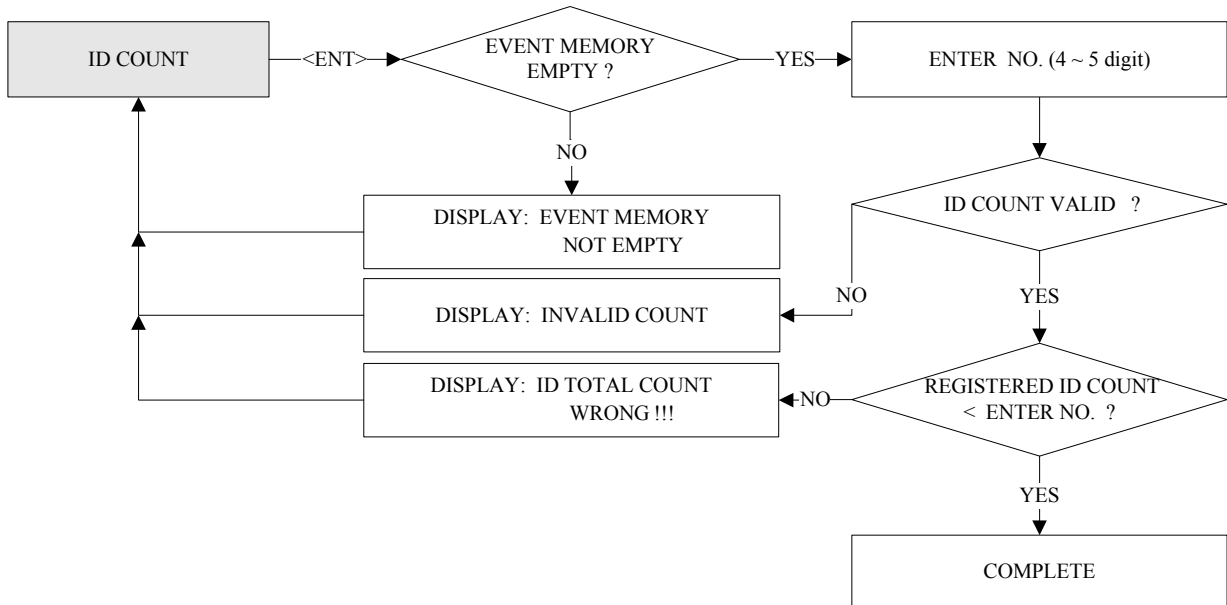 ID COUNT
<ENT>
EVENT MEMORY
EMPTY ?
YES
ENTER NO. (4 ~ 5 digit)
NO
DISPLAY: EVENT MEMORY
NOT EMPTY
ID COUNT VALID ?
NO
YES
DISPLAY: INVALID COUNT
DISPLAY: ID TOTAL COUNT
WRONG !!!
NO
REGISTERED ID COUNT
< ENTER NO. ?
YES
COMPLETE